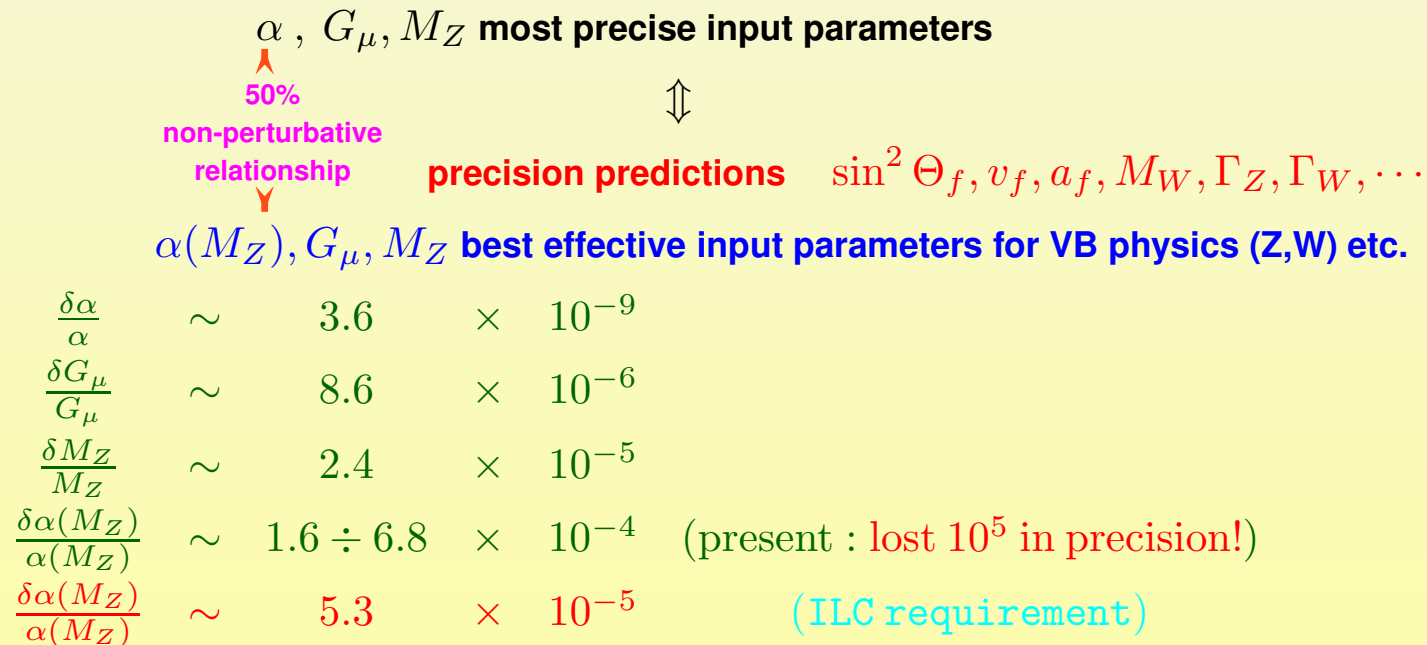 α , G_μ, M_Z most precise input parameters
50%
non-perturbative
relationship
⇕
precision predictions sin² Θ_f, v_f, a_f, M_W, Γ_Z, Γ_W, ⋯
α(M_Z), G_μ, M_Z best effective input parameters for VB physics (Z,W) etc.
δα/α ∼ 3.6 × 10⁻⁹
δG_μ/G_μ ∼ 8.6 × 10⁻⁶
δM_Z/M_Z ∼ 2.4 × 10⁻⁵
δα(M_Z)/α(M_Z) ∼ 1.6 ÷ 6.8 × 10⁻⁴ (present : lost 10⁵ in precision!)
δα(M_Z)/α(M_Z) ∼ 5.3 × 10⁻⁵ (ILC requirement)